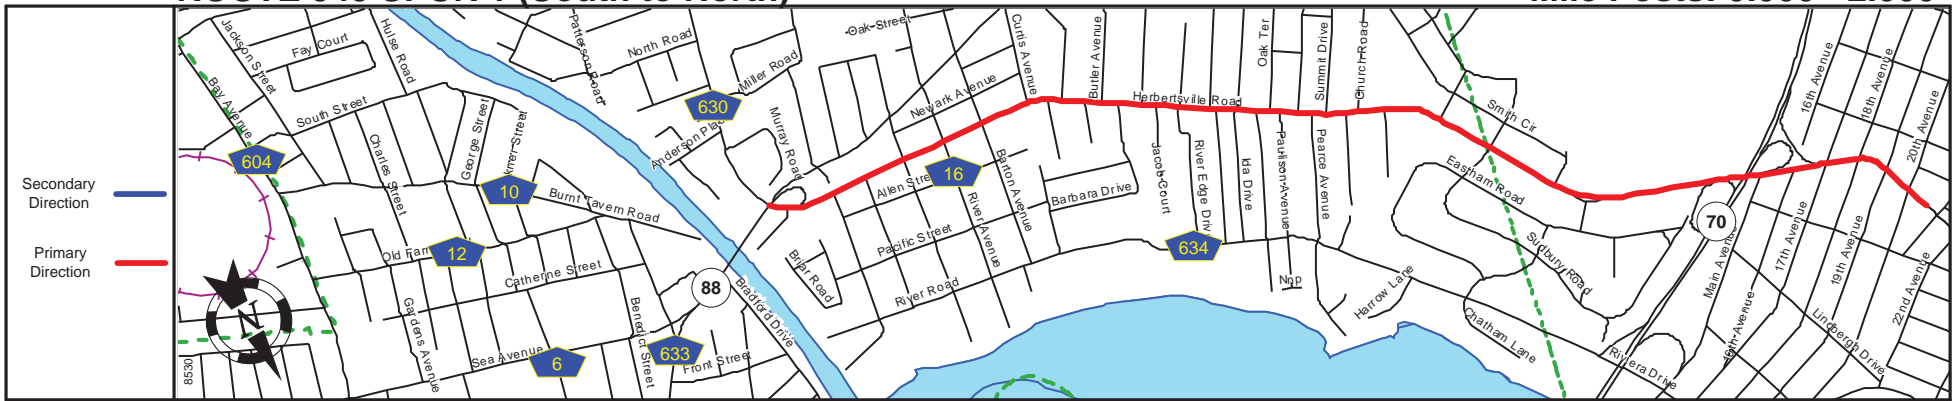 Secondary
Direction
Primary
Direction
Jackson Street
Fay Court
Hulse Road
Patterson Road
North Road
Miller Road
Oak Street
Curtis Avenue
Butler Avenue
Oak Ter
Summit Drive
Church Road
16th Avenue
18th Avenue
20th Avenue
Bay Avenue
South Street
Charles Street
George Street
630
Murray Road
Newark Avenue
Herbertsville Road
Smith Cir
604
10
Burnt Tavern Road
Allen
16
Barton Avenue
River Avenue
Barbara Drive
Jacob Court
River Edge
Ida Drive
Paulison Avenue
Pearce Avenue
Eastham Road
70
12
Catherine Street
Pacific Street
Briar Road
River Road
634
Npp
Harrow Lane
Sudbury Road
Main Avenue
17th Avenue
19th Avenue
22nd Avenue
N
88
Bradford Drive
Gardens Avenue
Benedict Street
Sea Avenue
6
633
Front Street
Chatham Lane
Riviera Drive
16th Avenue
Lindbergh Drive
8530